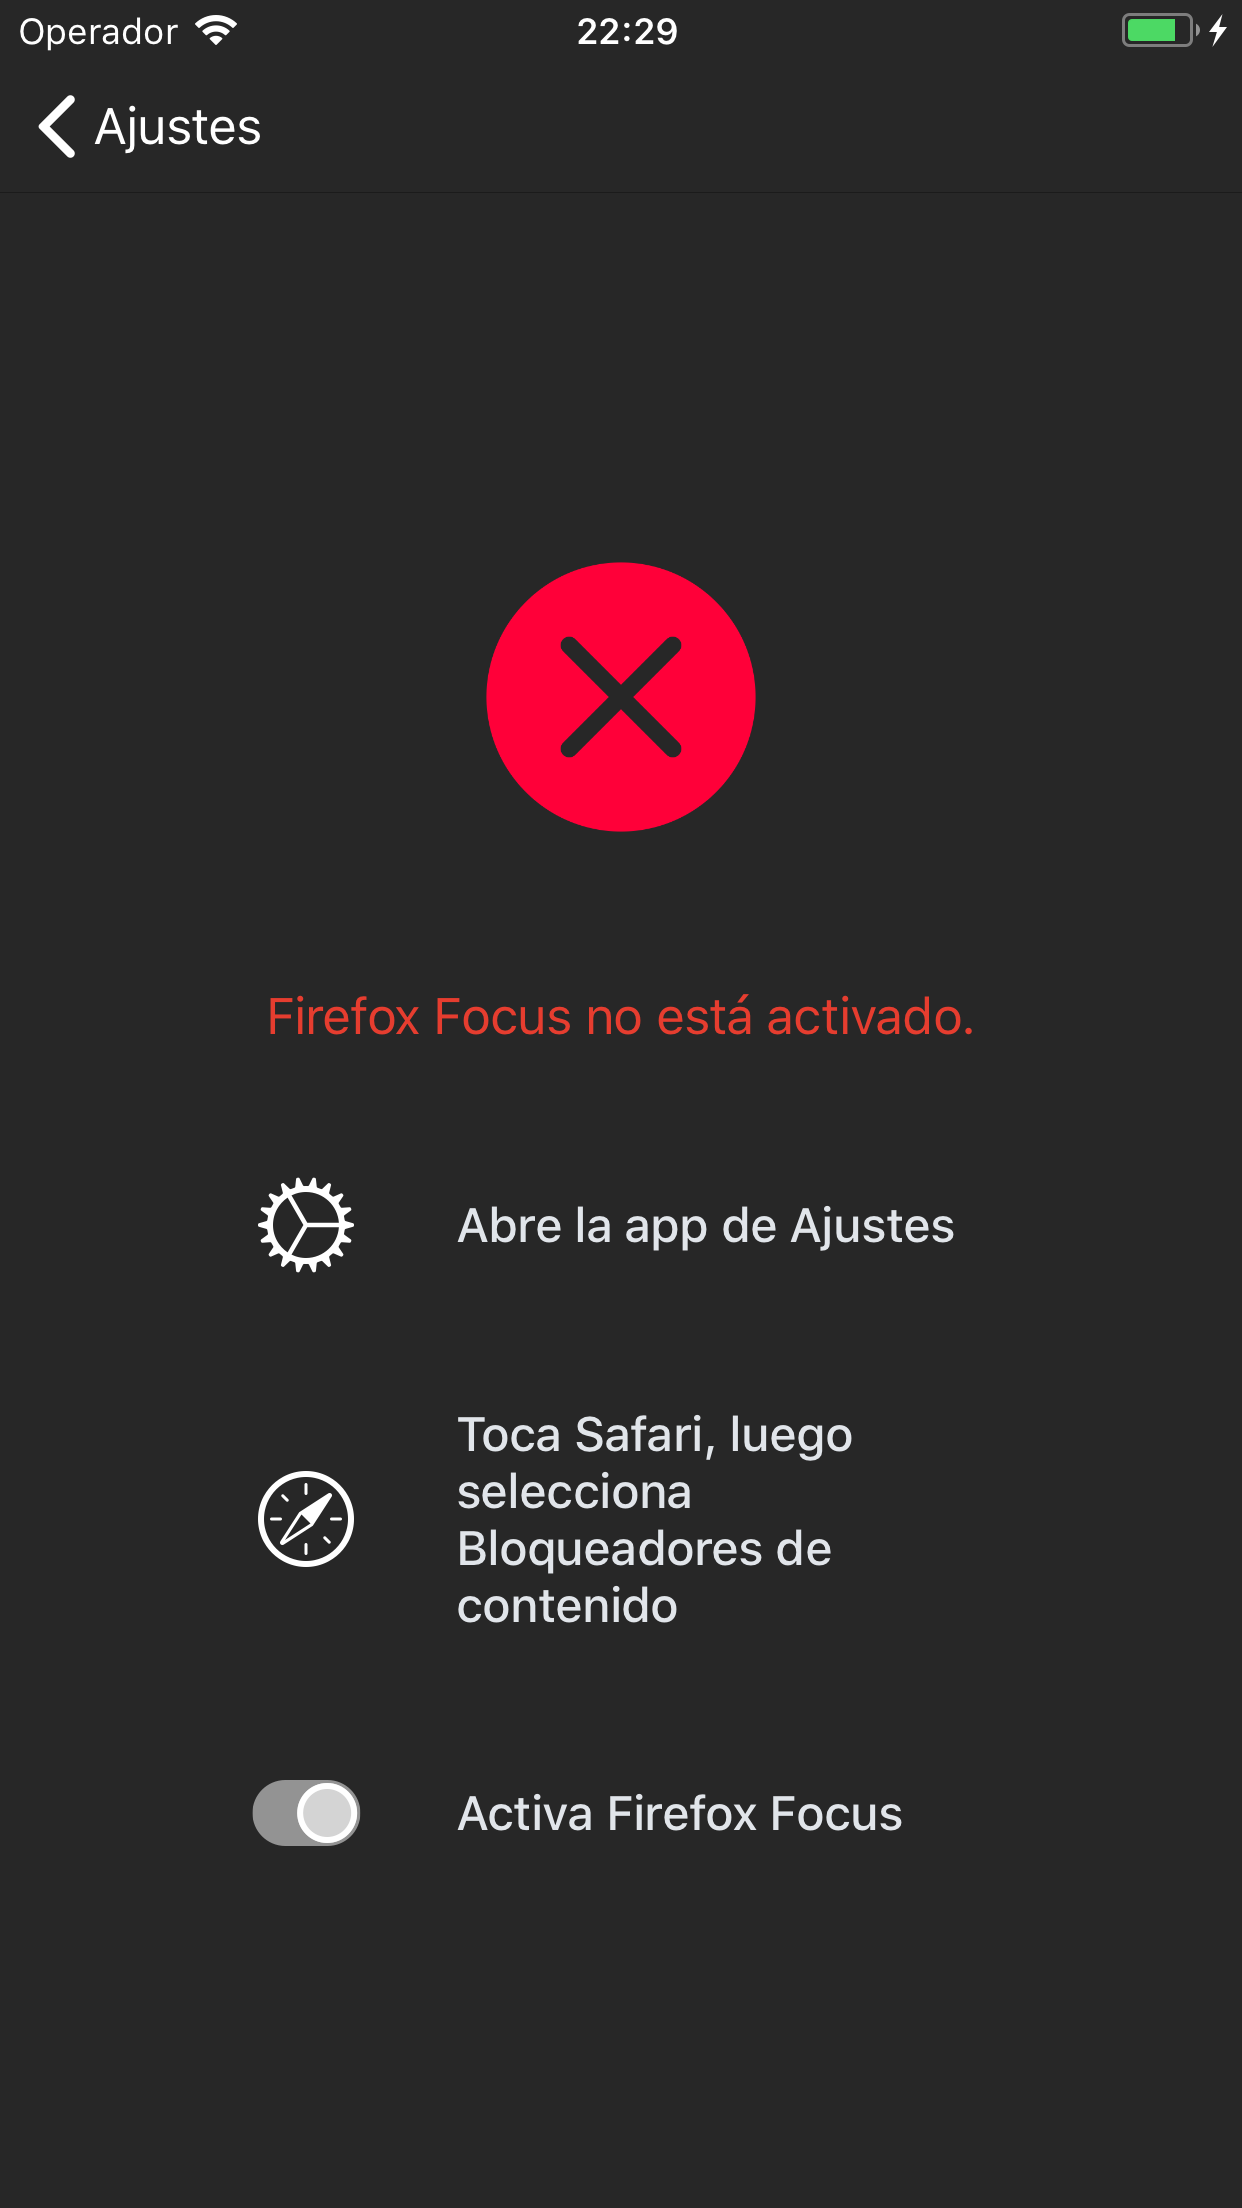 Operador
22:29
Ajustes
Firefox Focus no está activado.
Abre la app de Ajustes
Toca Safari, luego
selecciona
Bloqueadores de
contenido
Activa Firefox Focus